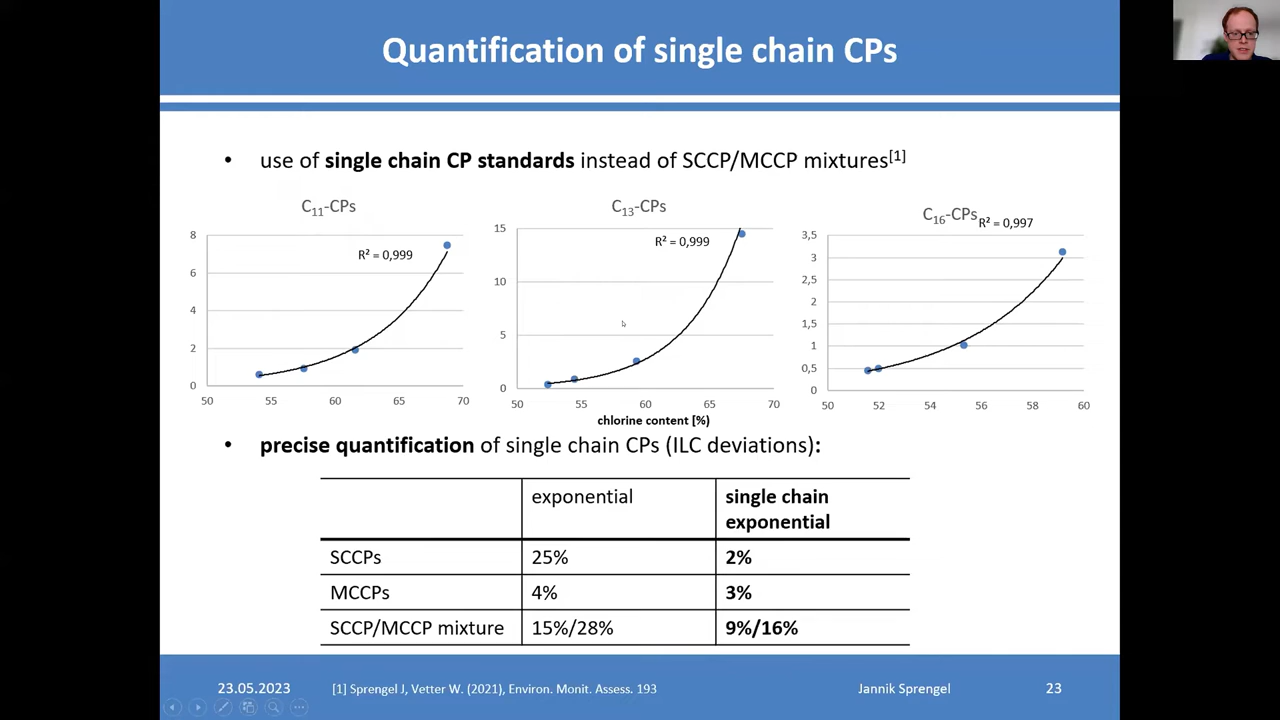 Quantification of single chain CPs
• use of single chain CP standards instead of SCCP/MCCP mixtures[1]
C11-CPs
R² = 0,999
8
6
4
2
0
50 55 60 65 70
C13-CPs
R² = 0,999
15
10
5
0
50 55 60 65 70
chlorine content [%]
C16-CPs
R² = 0,997
3,5
3
2,5
2
1,5
1
0,5
0
50 52 54 56 58 60
• precise quantification of single chain CPs (ILC deviations):
exponential single chain exponential
SCCPs 25% 2%
MCCPs 4% 3%
SCCP/MCCP mixture 15%/28% 9%/16%
23.05.2023 [1] Sprengel J, Vetter W. (2021), Environ. Monit. Assess. 193 Jannik Sprengel 23